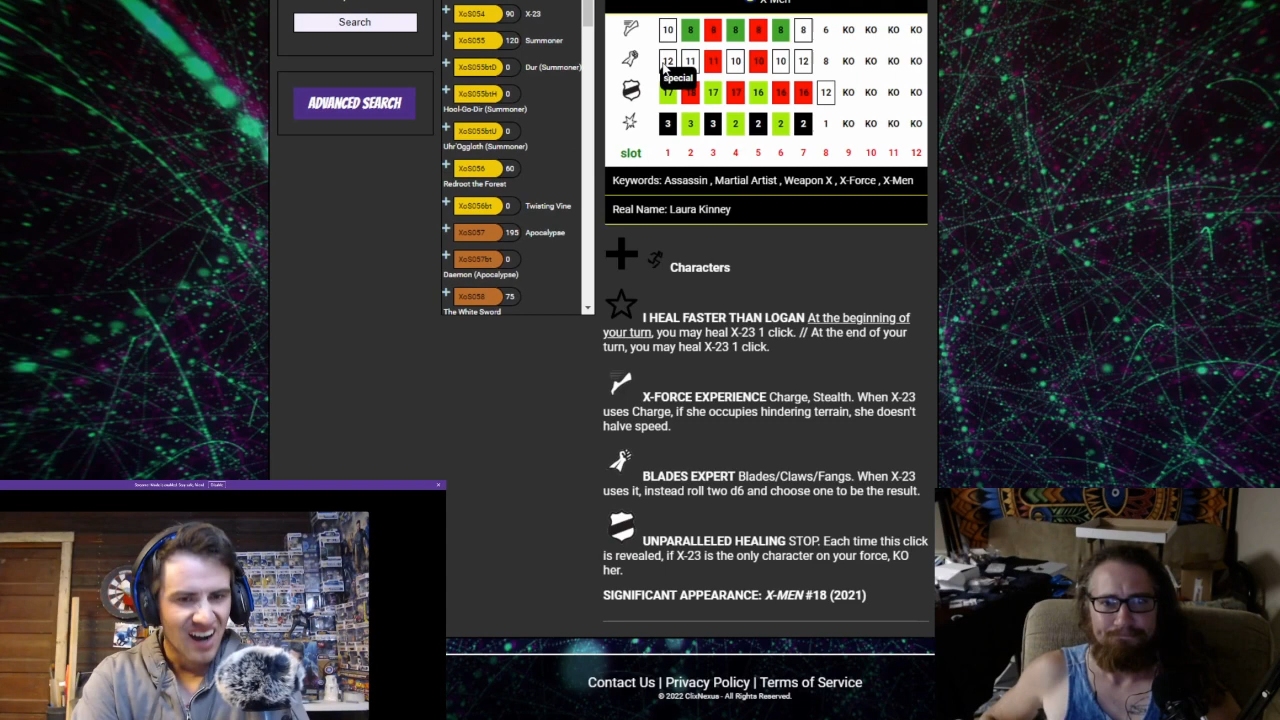 Search
ADVANCED SEARCH
XoS054 90 X-23
XoS055 120 Summoner
XoS055btD 0 Dur (Summoner)
XoS055btH 0
Hool-Go-Dir (Summoner)
XoS055btU 0
Uhr'Oggloth (Summoner)
XoS056 60
Redroot the Forest
XoS056bt 0 Twisting Vine
XoS057 195 Apocalypse
XoS057bt 0
Daemon (Apocalypse)
XoS058 75
The White Sword
X-Men
10 8 8 8 8 8 6 KO KO KO KO
12 11 11 10 10 10 12 8 KO KO KO KO
special
17 17 17 16 16 16 12 KO KO KO KO
3 3 3 2 2 2 2 1 KO KO KO KO
slot 1 2 3 4 5 6 7 8 9 10 11 12
Keywords: Assassin , Martial Artist , Weapon X , X-Force , X-Men
Real Name: Laura Kinney
Characters
I HEAL FASTER THAN LOGAN At the beginning of
your turn, you may heal X-23 1 click. // At the end of your
turn, you may heal X-23 1 click.
X-FORCE EXPERIENCE Charge, Stealth. When X-23
uses Charge, if she occupies hindering terrain, she doesn't
halve speed.
BLADES EXPERT Blades/Claws/Fangs. When X-23
uses it, instead roll two d6 and choose one to be the result.
UNPARALLELED HEALING STOP. Each time this click
is revealed, if X-23 is the only character on your force, KO
her.
SIGNIFICANT APPEARANCE: X-MEN #18 (2021)
Contact Us | Privacy Policy | Terms of Service
© 2022 ClixNexus - All Rights Reserved.